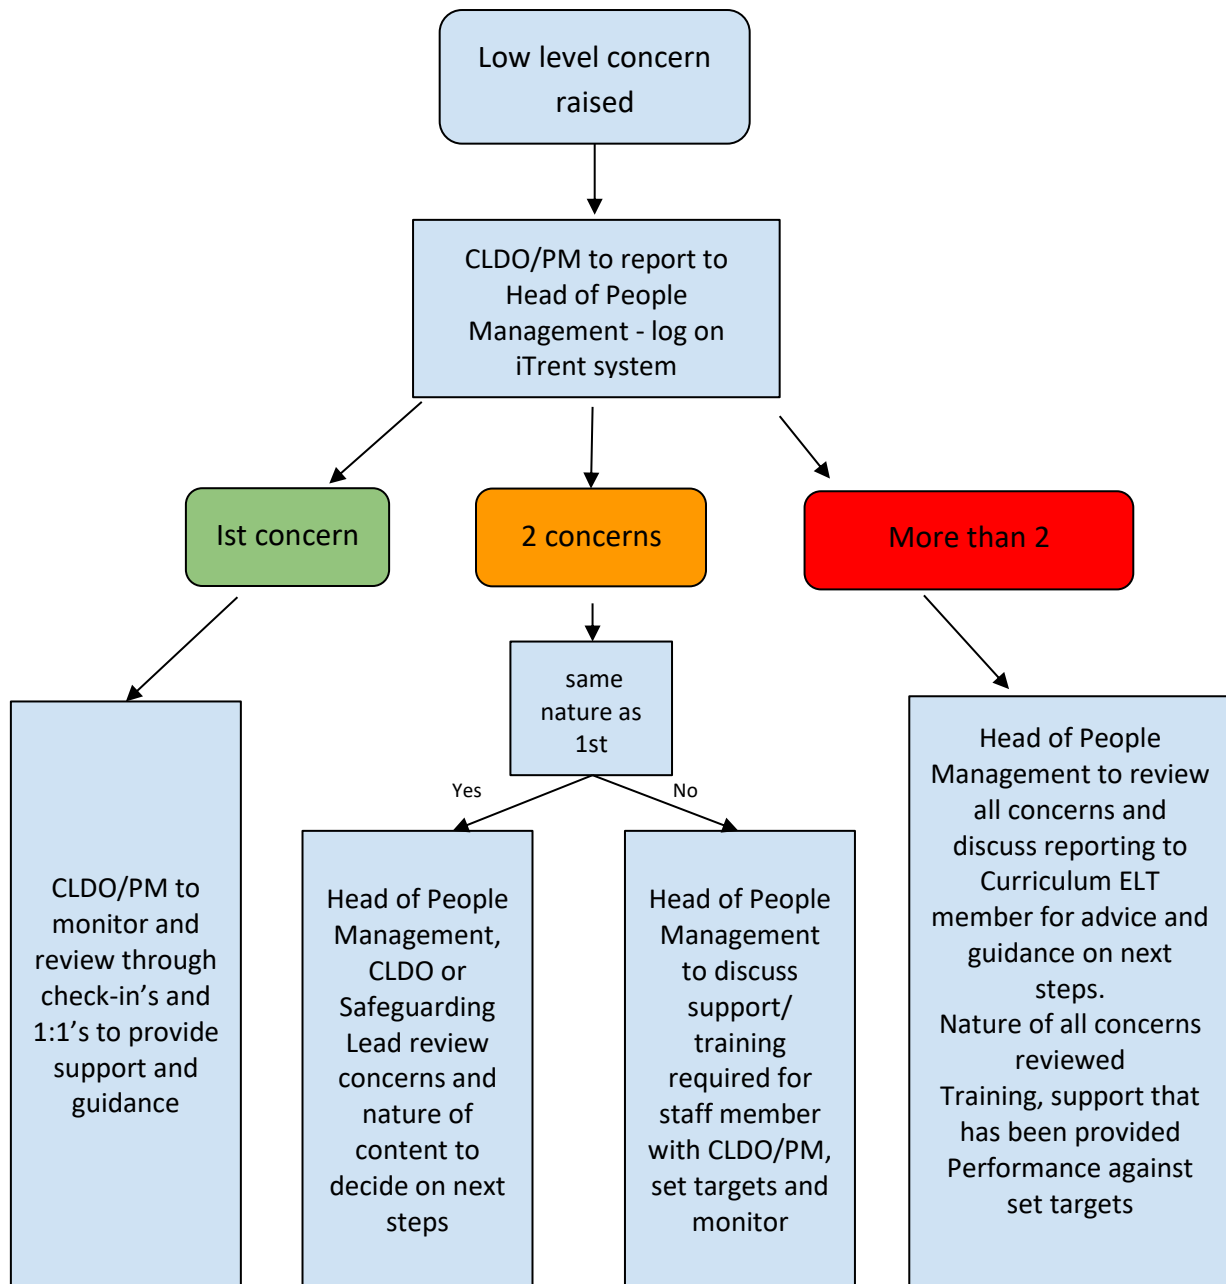 Low level concern
raised
CLDO/PM to report to
Head of People
Management - log on
iTrent system
Ist concern
2 concerns
More than 2
same
nature as
1st
Yes
No
CLDO/PM to
monitor and
review through
check-in’s and
1:1’s to provide
support and
guidance
Head of People
Management,
CLDO or
Safeguarding
Lead review
concerns and
nature of
content to
decide on next
steps
Head of People
Management
to discuss
support/
training
required for
staff member
with CLDO/PM,
set targets and
monitor
Head of People
Management to review
all concerns and
discuss reporting to
Curriculum ELT
member for advice and
guidance on next
steps.
Nature of all concerns
reviewed
Training, support that
has been provided
Performance against
set targets